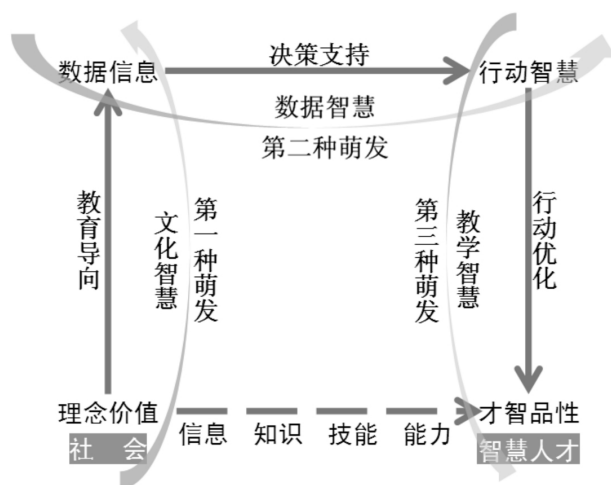 决策支持
数据信息
行动智慧
数据智慧
第二种萌发
教育导向
文化智慧
第一种萌发
第三种萌发
教学智慧
行动优化
理念价值
才智品性
信息
知识
技能
能力
社 会
智慧人才